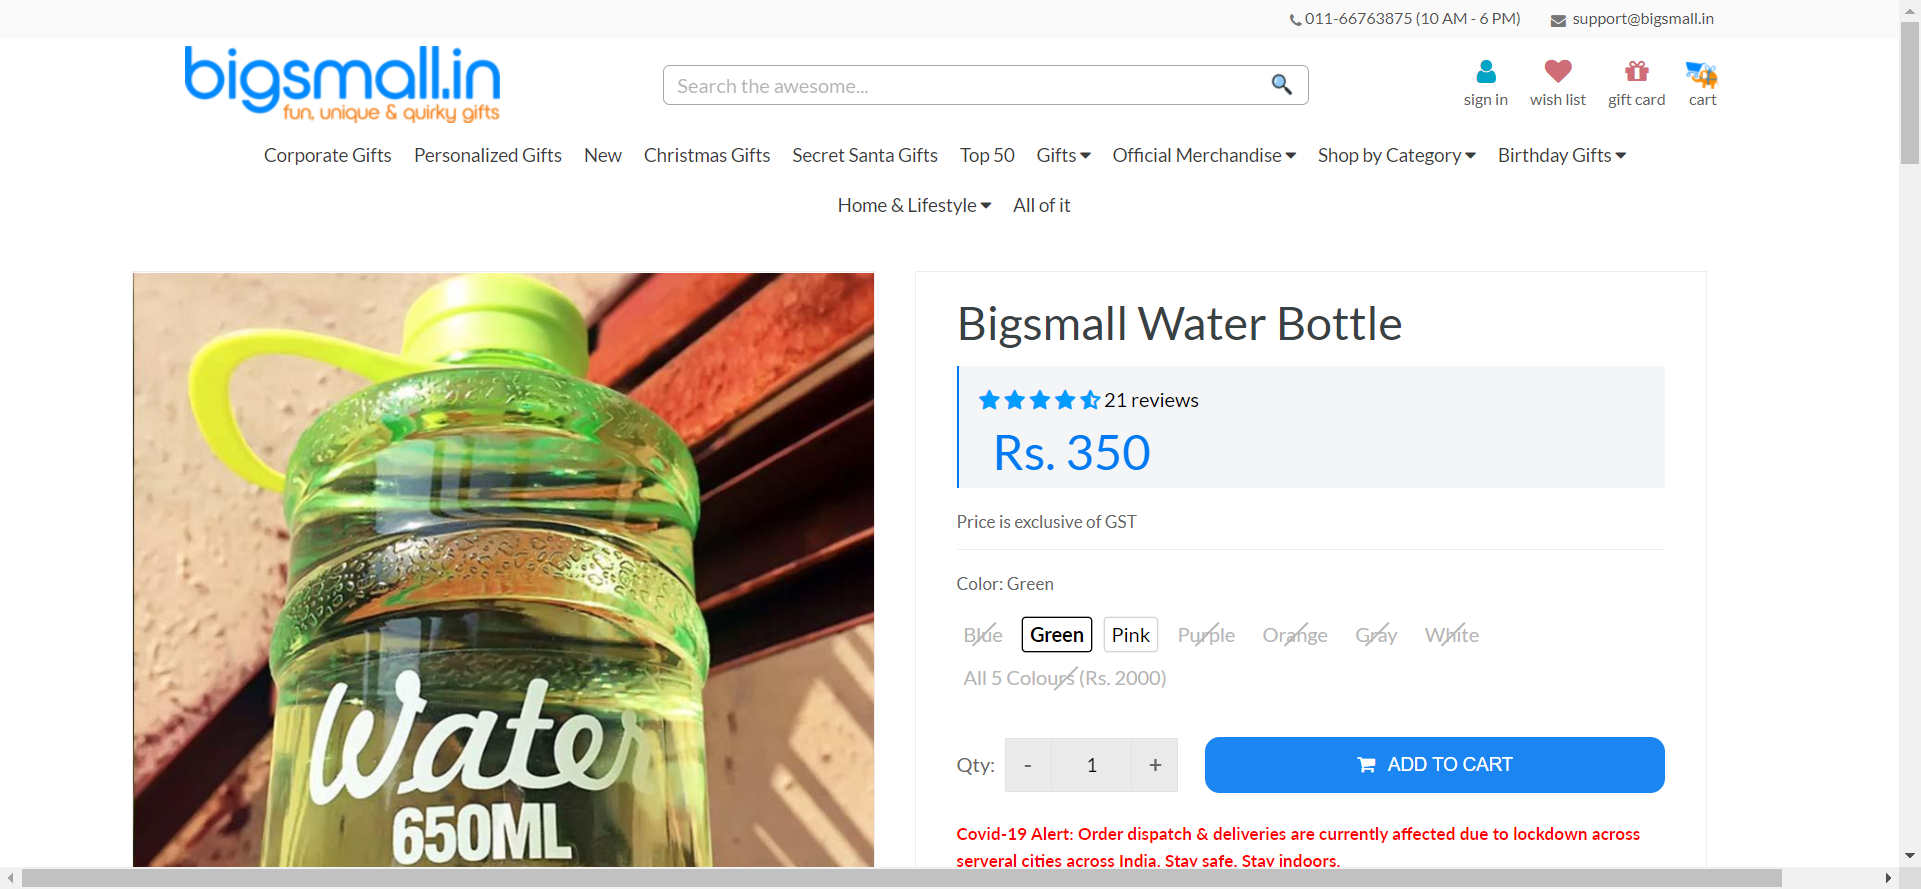 011-66763875 (10 AM - 6 PM) support@bigsmall.in
bigsmall.in
fun, unique & quirky gifts
Search the awesome...
sign in wish list gift card cart
Corporate Gifts Personalized Gifts New Christmas Gifts Secret Santa Gifts Top 50 Gifts Official Merchandise Shop by Category Birthday Gifts
Home & Lifestyle All of it
Bigsmall Water Bottle
21 reviews
Rs. 350
Price is exclusive of GST
Color: Green
Blue Green Pink Purple Orange Gray White
All 5 Colours (Rs. 2000)
Qty: - 1 + ADD TO CART
Covid-19 Alert: Order dispatch & deliveries are currently affected due to lockdown across
serveral cities across India. Stay safe. Stay indoors.
Water
650ML